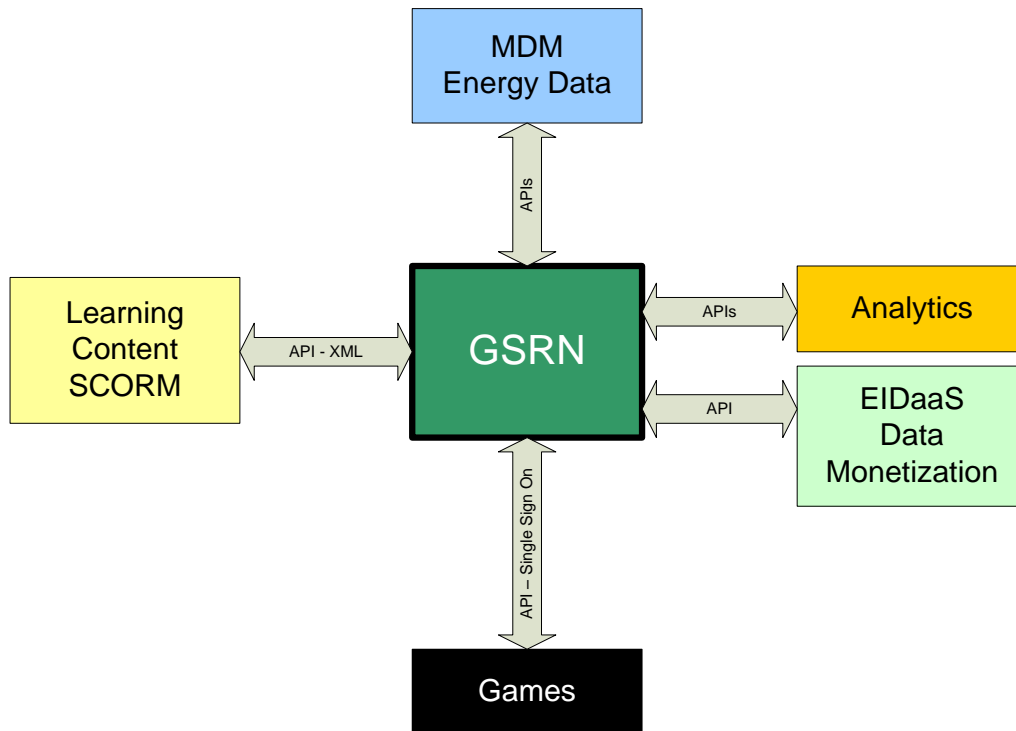 MDM
Energy Data
APIs
Learning
Content
SCORM
API - XML
GSRN
APIs
Analytics
API
EIDaaS
Data
Monetization
API – Single Sign On
Games